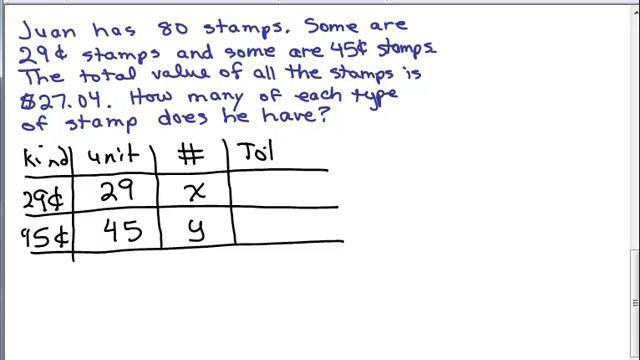 Juan has 80 stamps. Some are
29¢ stamps and some are 45¢ stamps.
The total value of all the stamps is
$27.04. How many of each type
of stamp does he have?
kind unit # Tot
29¢ 29 x
45¢ 45 y